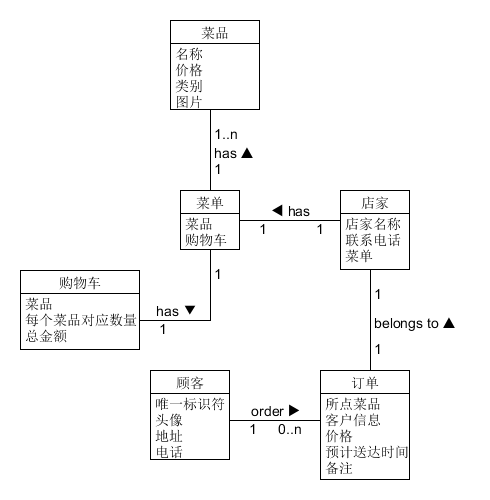 菜品
名称
价格
类别
图片
1..n
has ▲
1
菜单
菜品
购物车
◀ has
1 1
店家
店家名称
联系电话
菜单
1
购物车
菜品
每个菜品对应数量
总金额
has ▼
1
1
belongs to ▲
1
顾客
唯一标识符
头像
地址
电话
order ▶
1 0..n
订单
所点菜品
客户信息
价格
预计送达时间
备注